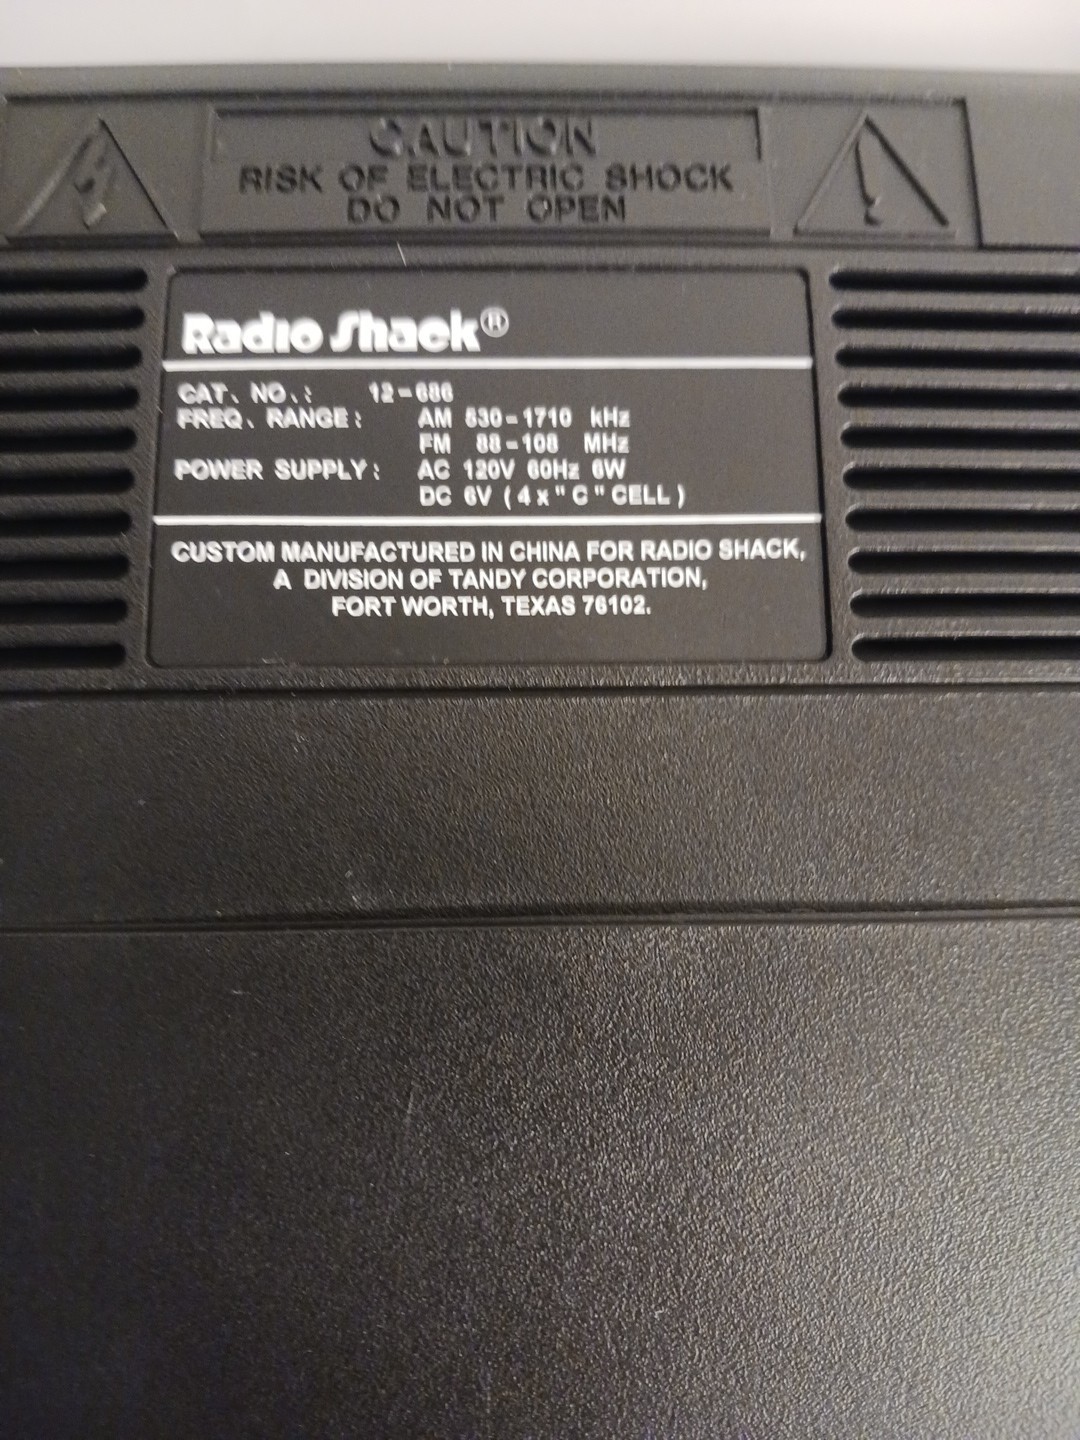 CAUTION
RISK OF ELECTRIC SHOCK
DO NOT OPEN
Radio Shack®
CAT. NO.: 12-686
FREQ. RANGE: AM 530-1710 kHz
FM 88-108 MHz
POWER SUPPLY: AC 120V 60Hz 6W
DC 6V (4 x "C" CELL)
CUSTOM MANUFACTURED IN CHINA FOR RADIO SHACK,
A DIVISION OF TANDY CORPORATION,
FORT WORTH, TEXAS 76102.